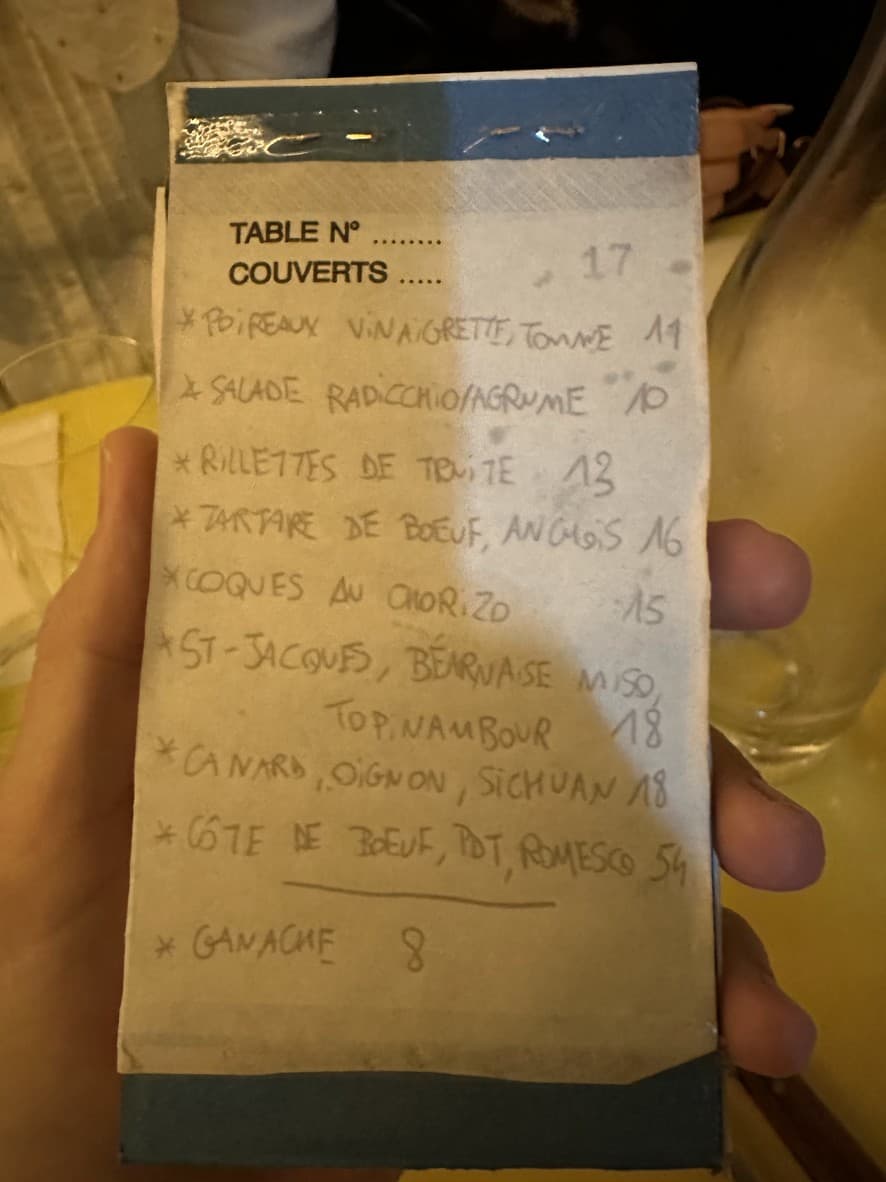 TABLE N° ........
COUVERTS .....
17
* POIREAUX VINAIGRETTE, TOMME 11
* SALADE RADICCHIO/AGRUME 10
* RILLETTES DE TRUITE 13
* TARTARE DE BOEUF, ANCHOIS 16
* COQUES AU CHORIZO 15
* ST-JACQUES, BÉARNAISE MISO,
TOPINAMBOUR 18
* CANARD, OIGNON, SICHUAN 18
* CÔTE DE BOEUF, PDT, ROMESCO 54
* GANACHE 8